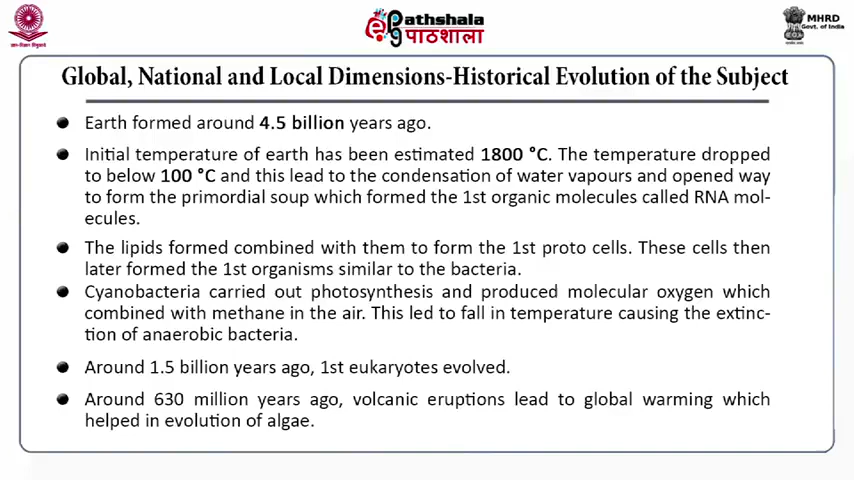 Pathshala
पाठशाला
MHRD
Govt. of India
Global, National and Local Dimensions-Historical Evolution of the Subject
Earth formed around 4.5 billion years ago.
Initial temperature of earth has been estimated 1800 °C. The temperature dropped
to below 100 °C and this lead to the condensation of water vapours and opened way
to form the primordial soup which formed the 1st organic molecules called RNA mol-
ecules.
The lipids formed combined with them to form the 1st proto cells. These cells then
later formed the 1st organisms similar to the bacteria.
Cyanobacteria carried out photosynthesis and produced molecular oxygen which
combined with methane in the air. This led to fall in temperature causing the extinc-
tion of anaerobic bacteria.
Around 1.5 billion years ago, 1st eukaryotes evolved.
Around 630 million years ago, volcanic eruptions lead to global warming which
helped in evolution of algae.